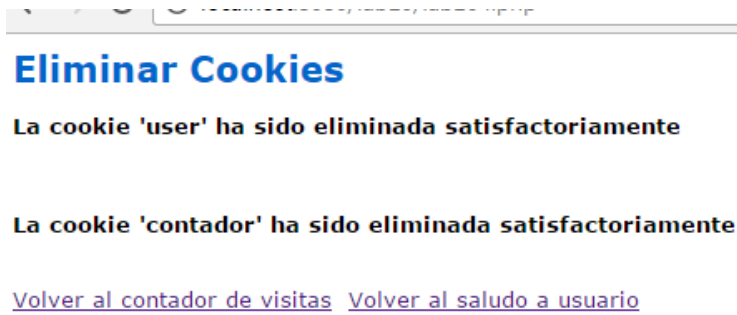 Eliminar Cookies
La cookie 'user' ha sido eliminada satisfactoriamente
La cookie 'contador' ha sido eliminada satisfactoriamente
Volver al contador de visitas Volver al saludo a usuario